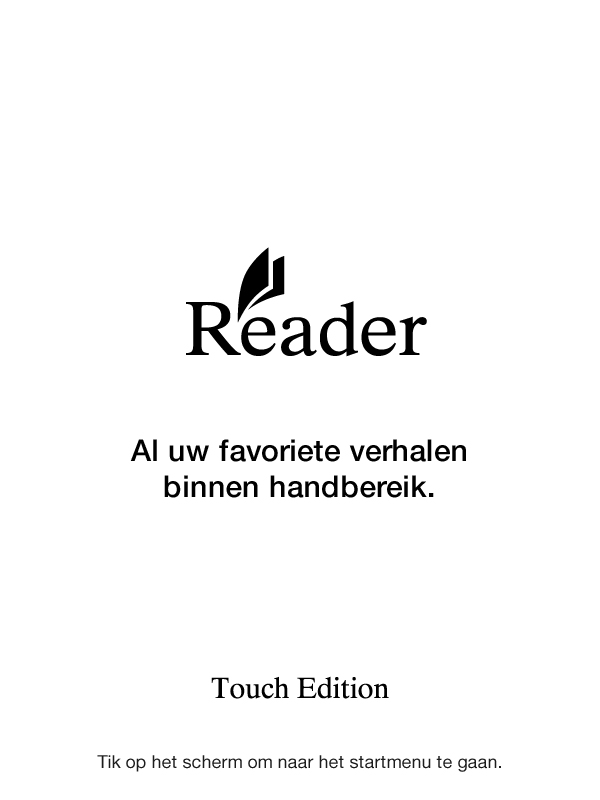 Reader
Al uw favoriete verhalen
binnen handbereik.
Touch Edition
Tik op het scherm om naar het startmenu te gaan.